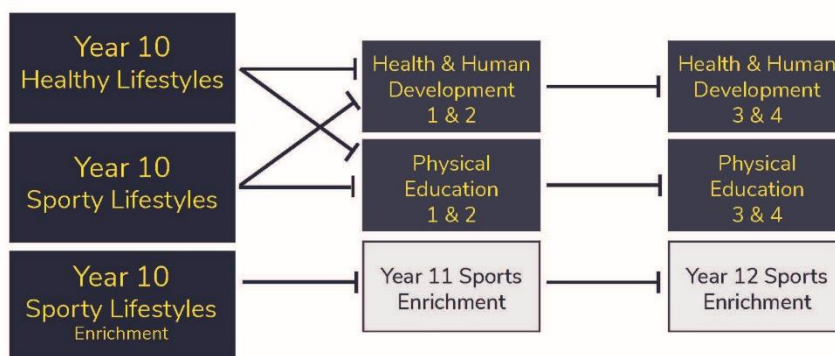 Year 10
Healthy Lifestyles
Year 10
Sporty Lifestyles
Year 10
Sporty Lifestyles
Enrichment
Health & Human
Development
1 & 2
Physical
Education
1 & 2
Year 11 Sports
Enrichment
Health & Human
Development
3 & 4
Physical
Education
3 & 4
Year 12 Sports
Enrichment